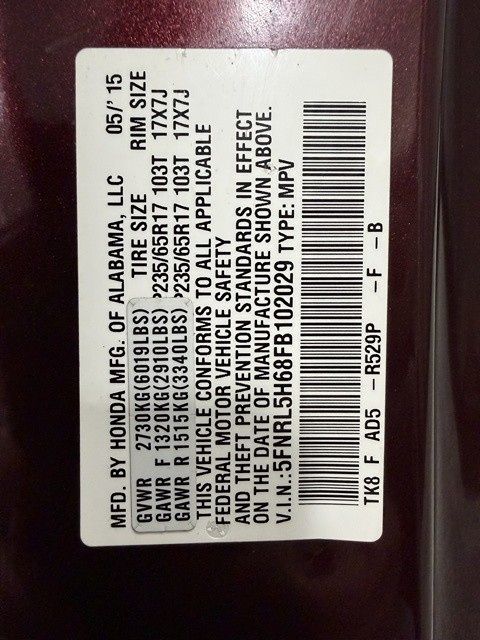 MFD. BY HONDA MFG. OF ALABAMA, LLC 05/' 15
TIRE SIZE RIM SIZE
GVWR 2730KG(6019LBS)
GAWR F 1320KG(2910LBS) P235/65R17 103T 17X7J
GAWR R 1515KG(3340LBS) P235/65R17 103T 17X7J
THIS VEHICLE CONFORMS TO ALL APPLICABLE
FEDERAL MOTOR VEHICLE SAFETY
AND THEFT PREVENTION STANDARDS IN EFFECT
ON THE DATE OF MANUFACTURE SHOWN ABOVE.
V.I.N.:5FNRL5H68FB102029 TYPE: MPV
TK8 F AD5 -R529P -F -B